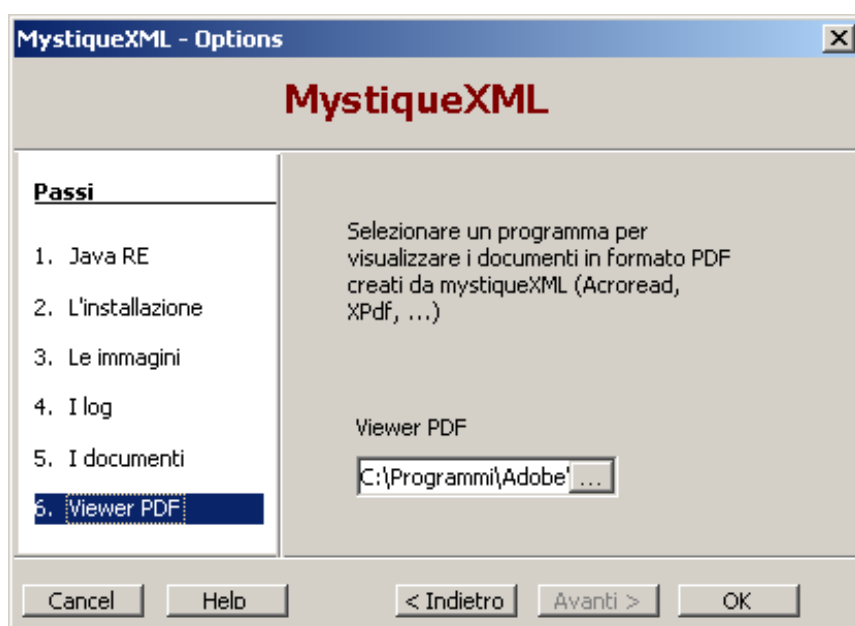 MystiqueXML - Options
MystiqueXML
Passi
1. Java RE
2. L'installazione
3. Le immagini
4. I log
5. I documenti
6. Viewer PDF
Selezionare un programma per
visualizzare i documenti in formato PDF
creati da mystiqueXML (Acroread,
XPdf, ...)
Viewer PDF
C:\Programmi\Adobe\ ...
Cancel
Help
< Indietro
Avanti >
OK